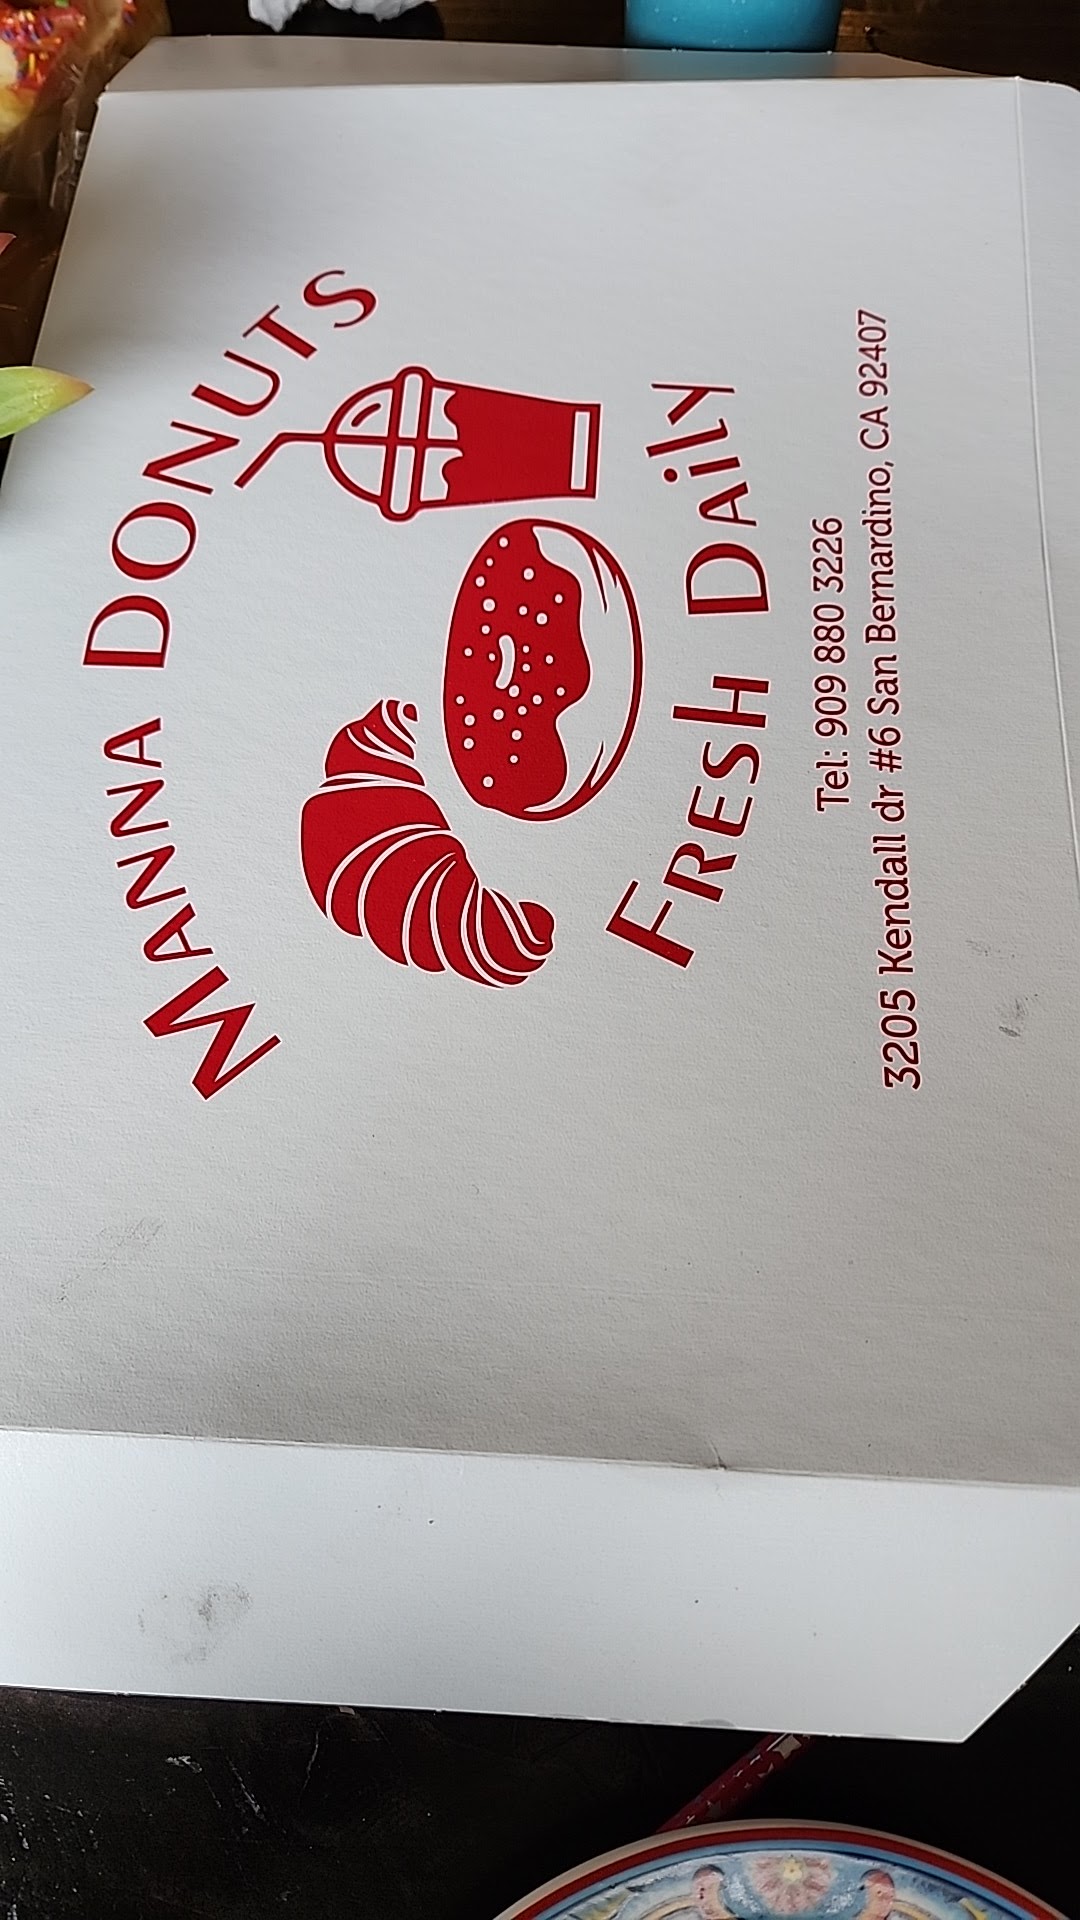 MANNA DONUTS
FRESH DAilY
Tel: 909 880 3226
3205 Kendall dr #6 San Bernardino, CA 92407